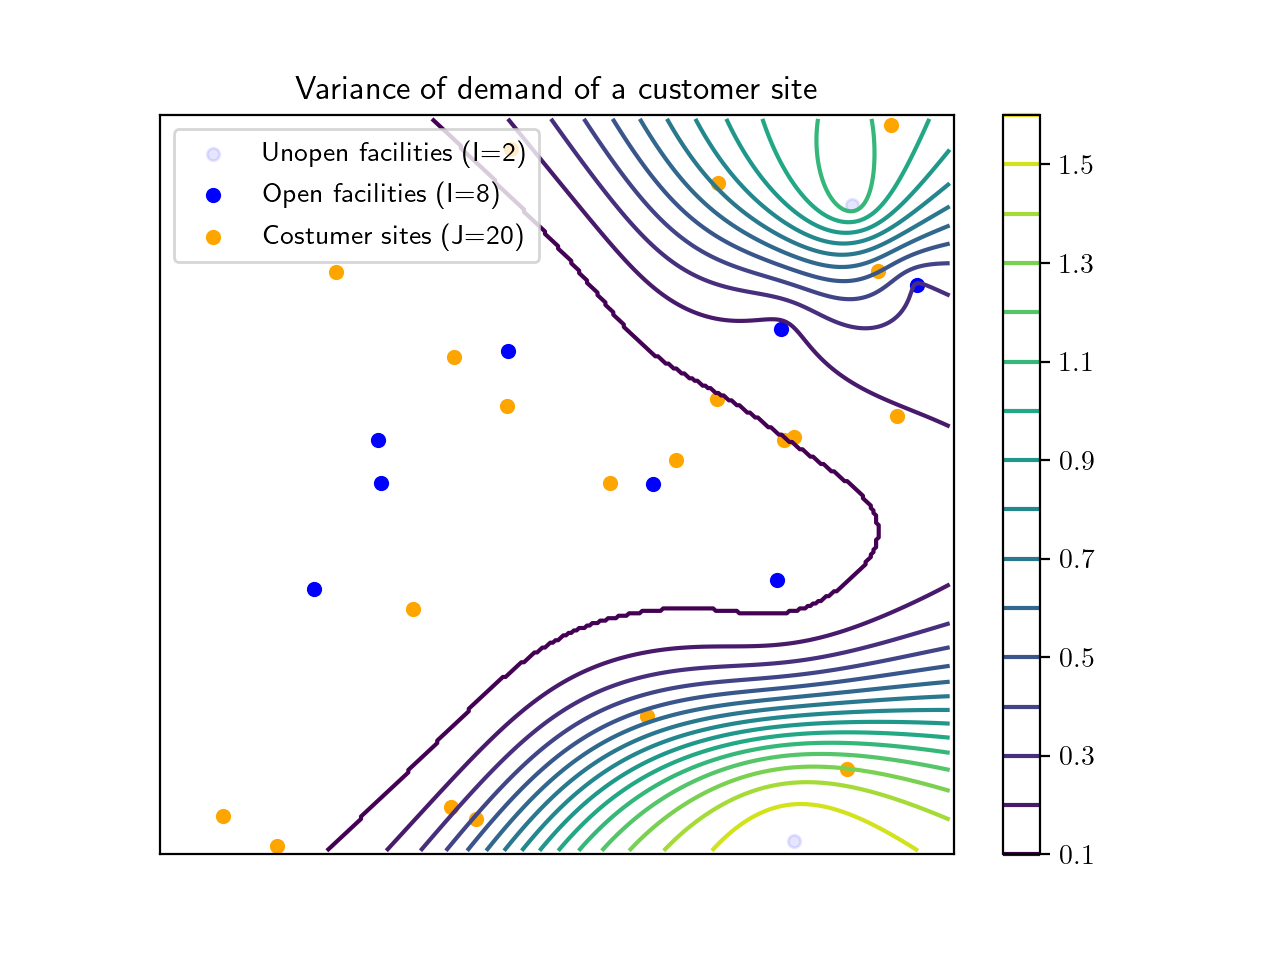 Variance of demand of a customer site
Unopen facilities (I=2)
Open facilities (I=8)
Costumer sites (J=20)
1.5
1.3
1.1
0.9
0.7
0.5
0.3
0.1